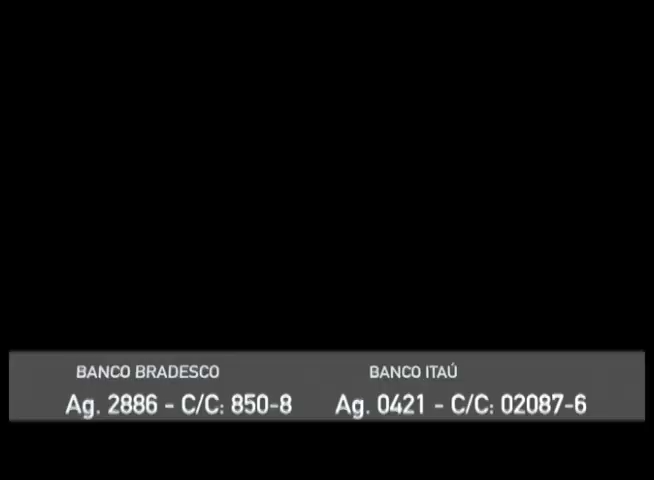 BANCO BRADESCO
Ag. 2886 - C/C: 850-8
BANCO ITAÚ
Ag. 0421 - C/C: 02087-6